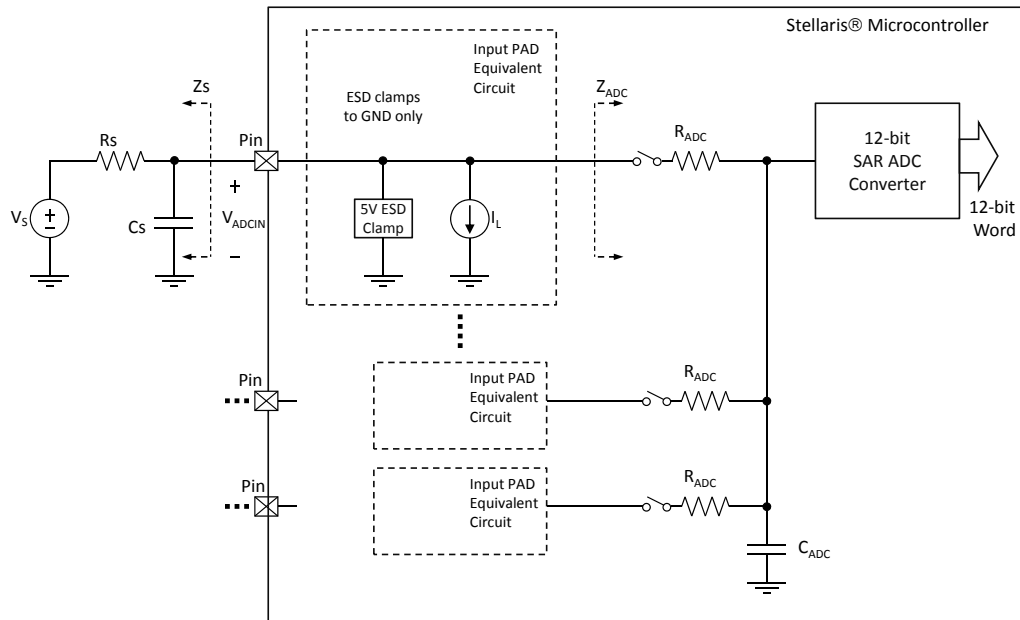 Stellaris® Microcontroller
Input PAD
Equivalent
Circuit
ESD clamps
to GND only
Zs
ZADC
Pin
Rs
RADC
12-bit
SAR ADC
Converter
+
VADCIN
−
VS
Cs
5V ESD
Clamp
IL
12-bit
Word
Pin
Input PAD
Equivalent
Circuit
RADC
Pin
Input PAD
Equivalent
Circuit
RADC
CADC